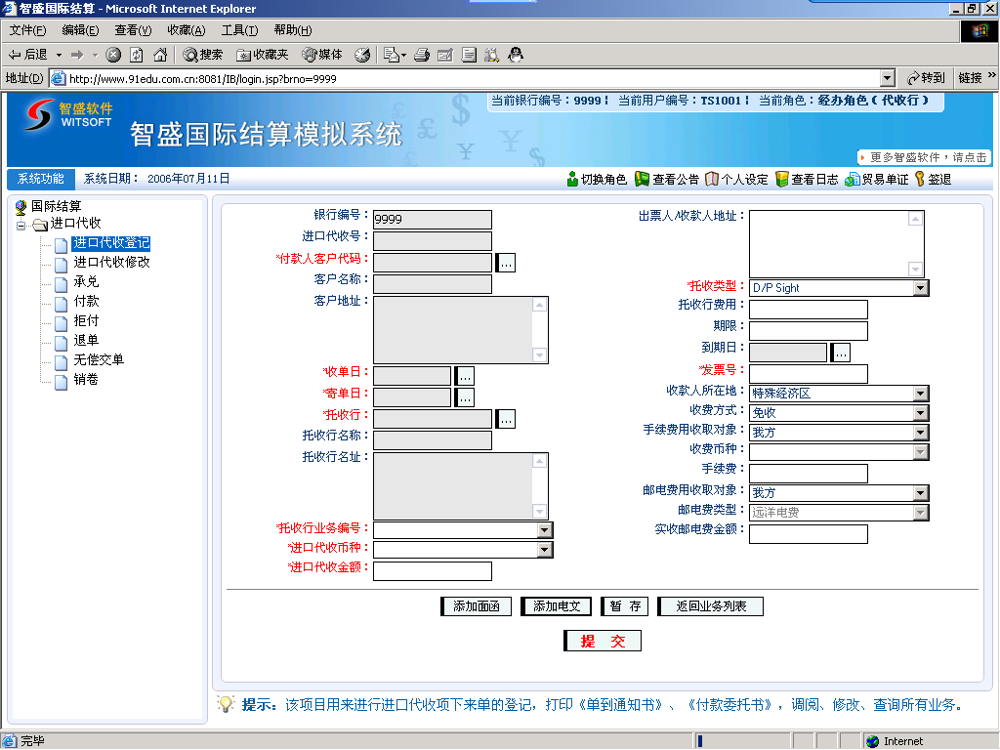 智盛国际结算 - Microsoft Internet Explorer
文件(F) 编辑(E) 查看(V) 收藏(A) 工具(T) 帮助(H)
后退 搜索 收藏夹 媒体
地址(D) http://www.91edu.com.cn:8081/IB/login.jsp?brno=9999 转到 链接 »
智盛软件
WITSOFT
智盛国际结算模拟系统
当前银行编号：9999 | 当前用户编号：TS1001 | 当前角色：经办角色（代收行）
更多智盛软件，请点击
系统功能 系统日期： 2006年07月11日 切换角色 查看公告 个人设定 查看日志 贸易单证 签退
国际结算
进口代收
进口代收登记
进口代收修改
承兑
付款
拒付
退单
无偿交单
销卷
银行编号： 9999
进口代收号：
*付款人客户代码： ...
客户名称：
客户地址：
*收单日： ...
*寄单日： ...
*托收行： ...
托收行名称：
托收行名址：
*托收行业务编号：
*进口代收币种：
*进口代收金额：
出票人/收款人地址：
*托收类型： D/P Sight
托收行费用：
期限：
到期日： ...
*发票号：
收款人所在地： 特殊经济区
收费方式： 免收
手续费用收取对象： 我方
收费币种：
手续费：
邮电费用收取对象： 我方
邮电费类型： 远洋电费
实收邮电费金额：
添加面函 添加电文 暂 存 返回业务列表
提 交
提示：该项目用来进行进口代收项下来单的登记，打印《单到通知书》、《付款委托书》，调阅、修改、查询所有业务。
完毕 Internet